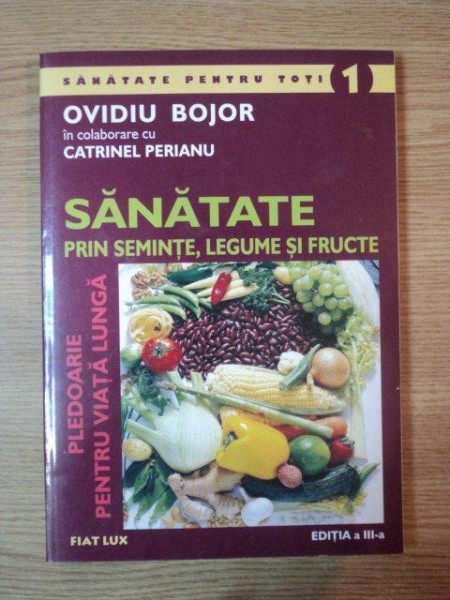 SĂNĂTATE PENTRU TOȚI 1
OVIDIU BOJOR
în colaborare cu
CATRINEL PERIANU
SĂNĂTATE
PRIN SEMINȚE, LEGUME ȘI FRUCTE
PLEDOARIE
PENTRU VIAȚĂ LUNGĂ
FIAT LUX
EDIȚIA a III-a